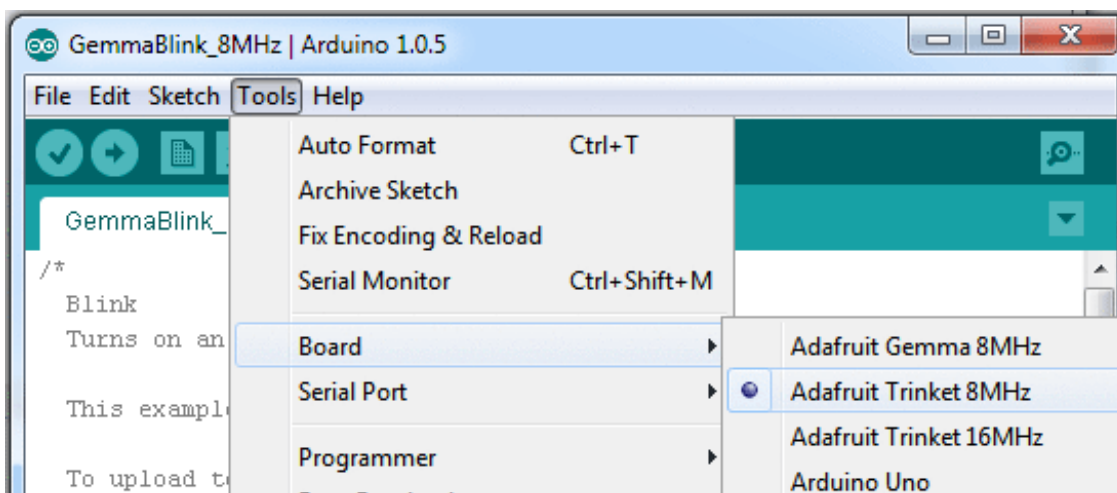 GemmaBlink_8MHz | Arduino 1.0.5
File Edit Sketch Tools Help
Auto Format Ctrl+T
Archive Sketch
GemmaBlink_
Fix Encoding & Reload
/*
Serial Monitor Ctrl+Shift+M
Blink
Turns on an
Board Adafruit Gemma 8MHz
Serial Port Adafruit Trinket 8MHz
This exampl
Adafruit Trinket 16MHz
Programmer
To upload t
Arduino Uno